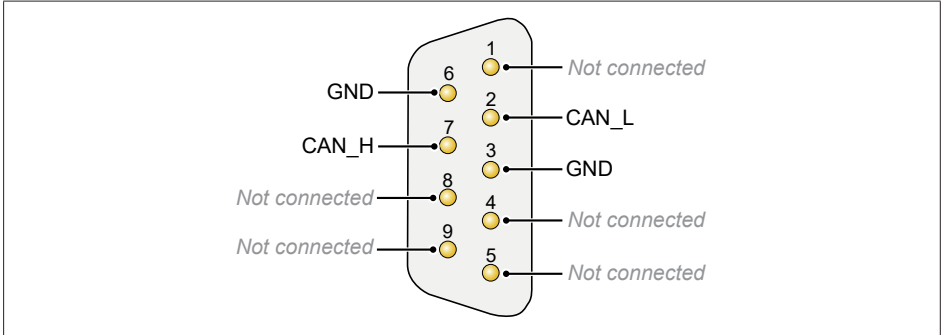 1
Not connected
6
GND
2
CAN_L
7
CAN_H
3
GND
8
Not connected
4
Not connected
9
Not connected
5
Not connected